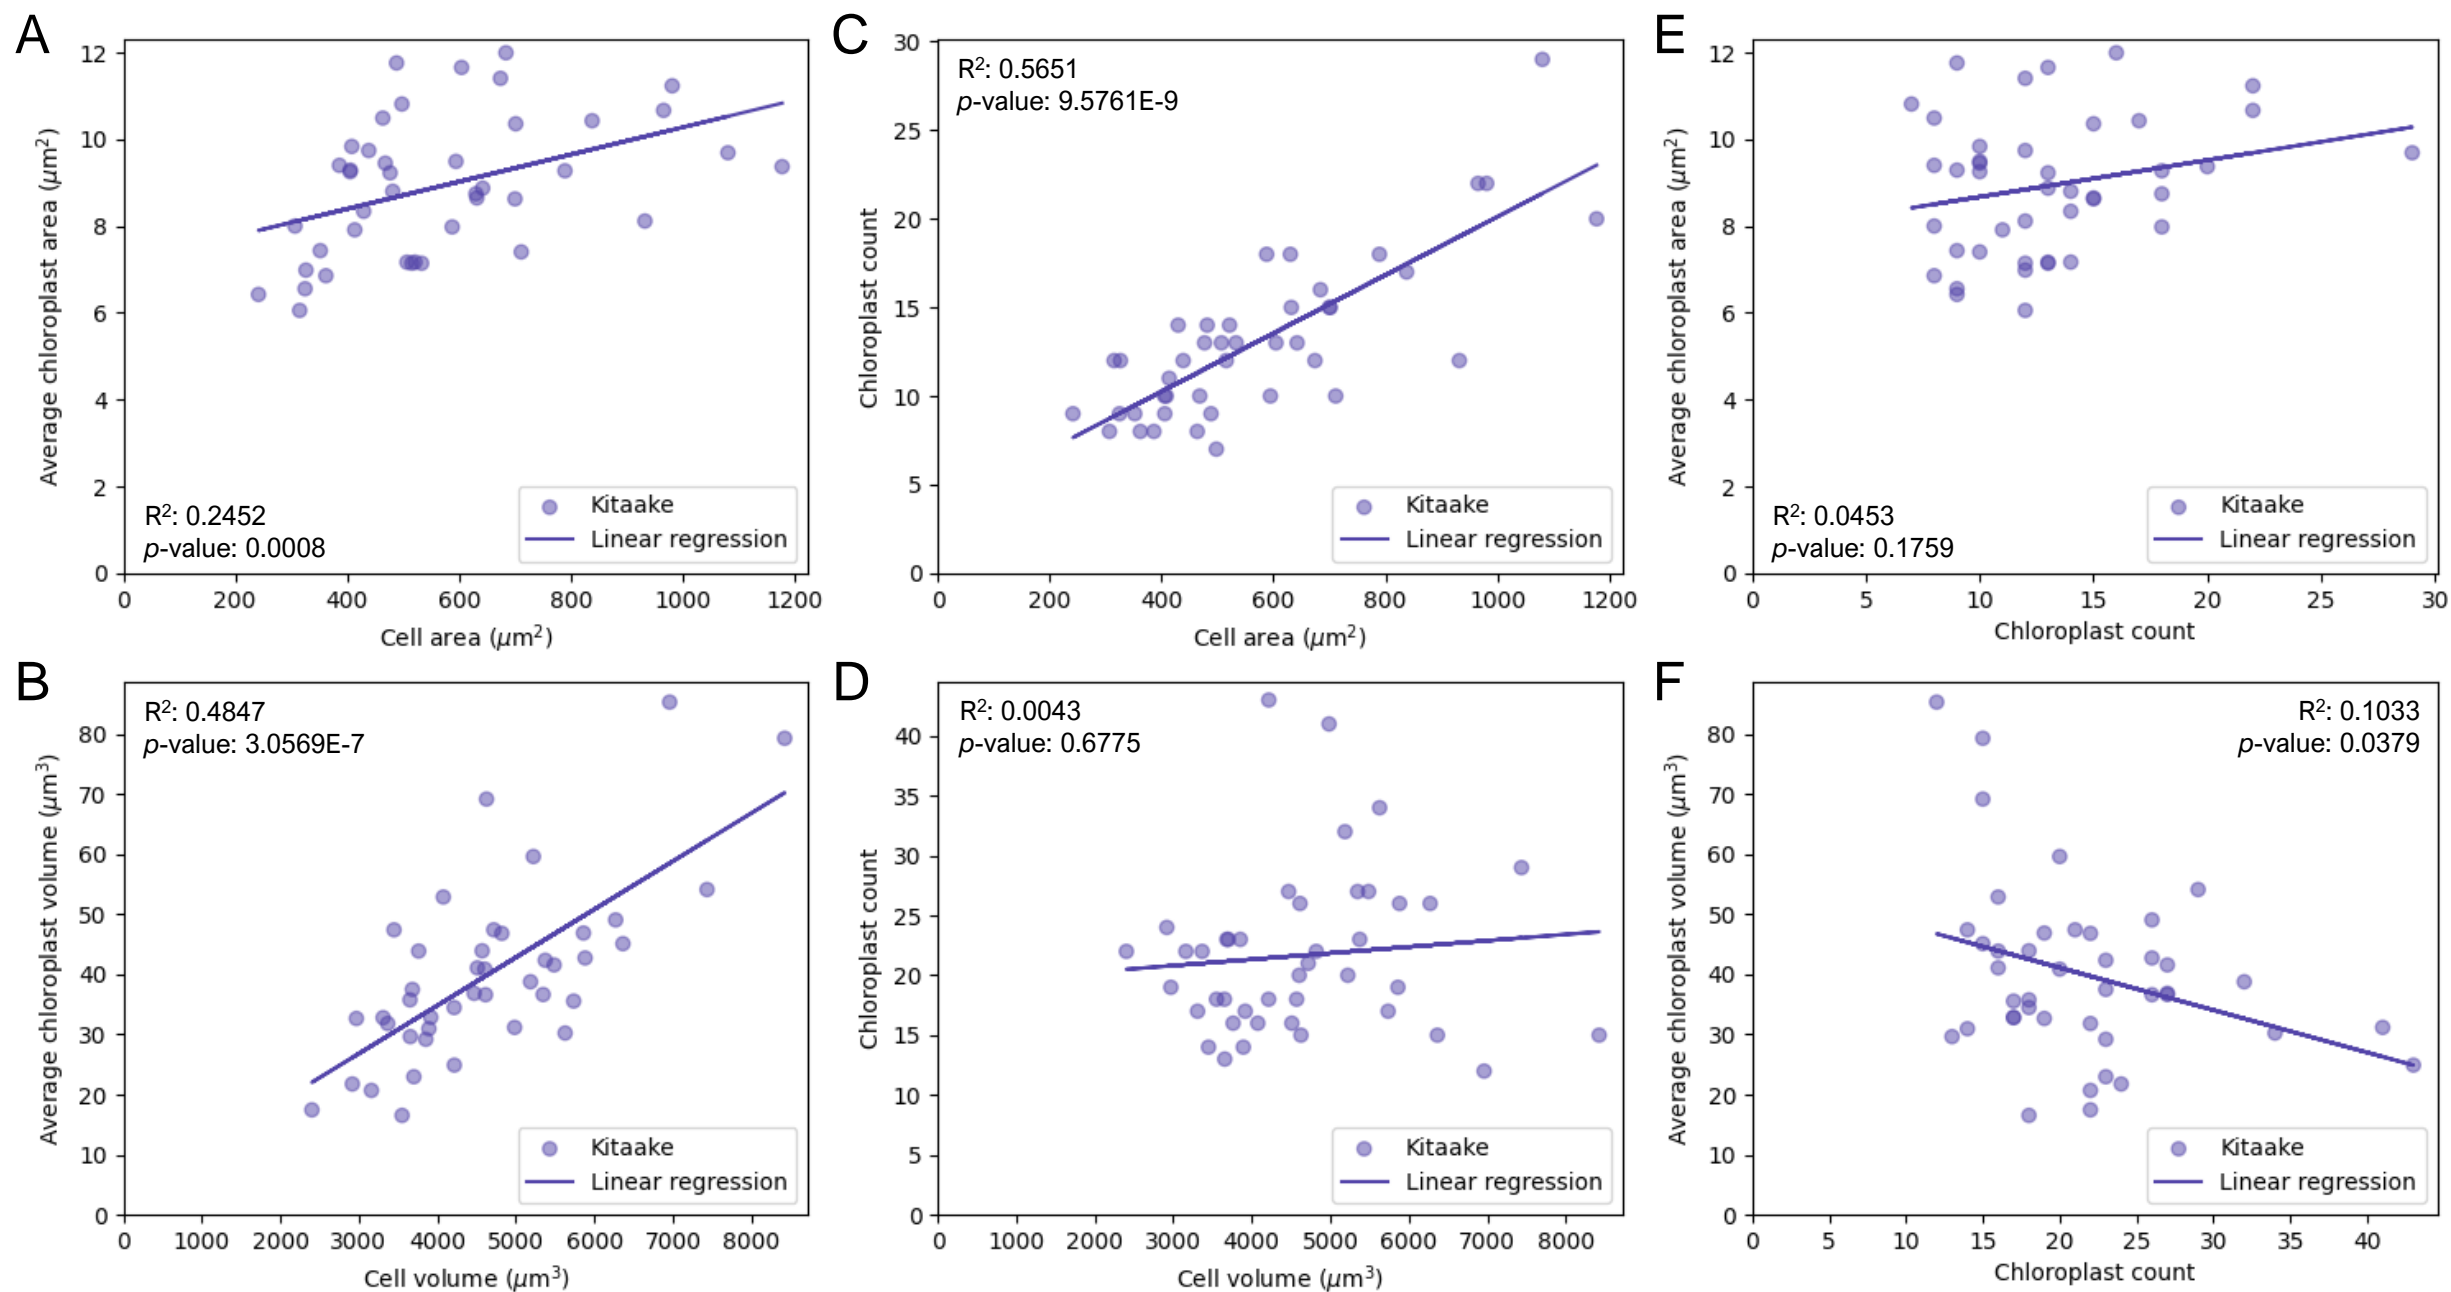 A
12
10
8
6
4
2
0
Average chloroplast area (μm²)
R²: 0.2452
p-value: 0.0008
Kitaake
Linear regression
0 200 400 600 800 1000 1200
Cell area (μm²)
C
30
25
20
15
10
5
0
Chloroplast count
R²: 0.5651
p-value: 9.5761E-9
Kitaake
Linear regression
0 200 400 600 800 1000 1200
Cell area (μm²)
E
12
10
8
6
4
2
0
Average chloroplast area (μm²)
R²: 0.0453
p-value: 0.1759
Kitaake
Linear regression
0 5 10 15 20 25 30
Chloroplast count
B
80
70
60
50
40
30
20
10
0
Average chloroplast volume (μm³)
R²: 0.4847
p-value: 3.0569E-7
Kitaake
Linear regression
0 1000 2000 3000 4000 5000 6000 7000 8000
Cell volume (μm³)
D
40
35
30
25
20
15
10
5
0
Chloroplast count
R²: 0.0043
p-value: 0.6775
Kitaake
Linear regression
0 1000 2000 3000 4000 5000 6000 7000 8000
Cell volume (μm³)
F
80
70
60
50
40
30
20
10
0
Average chloroplast volume (μm³)
R²: 0.1033
p-value: 0.0379
Kitaake
Linear regression
0 5 10 15 20 25 30 35 40
Chloroplast count